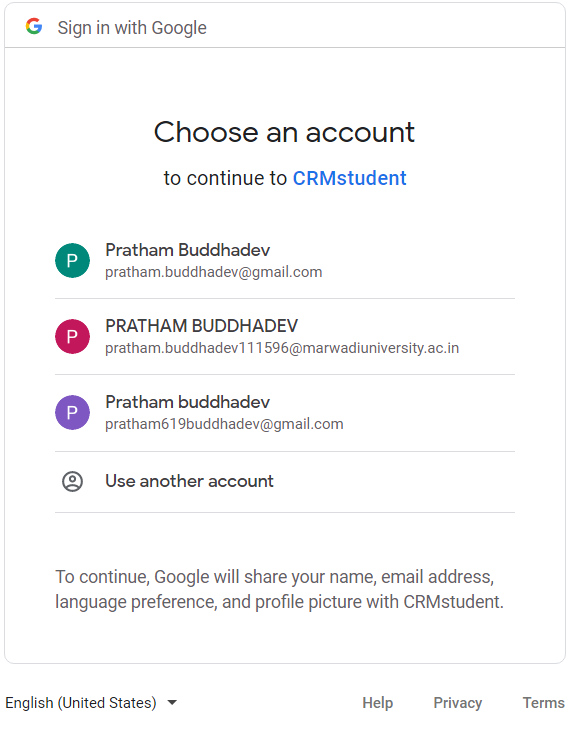 Sign in with Google
Choose an account
to continue to CRMstudent
P
Pratham Buddhadev
pratham.buddhadev@gmail.com
P
PRATHAM BUDDHADEV
pratham.buddhadev111596@marwadiuniversity.ac.in
P
Pratham buddhadev
pratham619buddhadev@gmail.com
Use another account
To continue, Google will share your name, email address,
language preference, and profile picture with CRMstudent.
English (United States) Help Privacy Terms